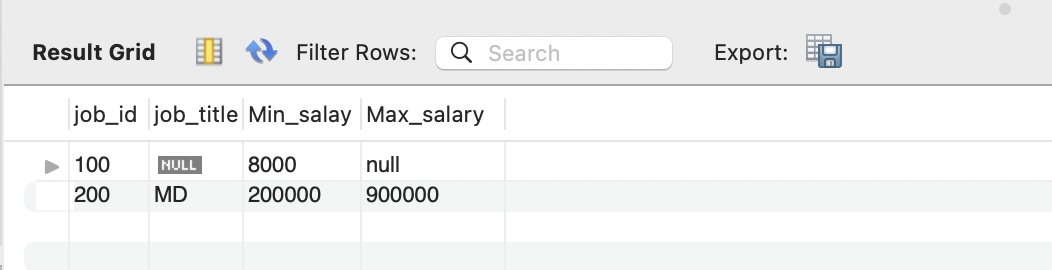 Result Grid Filter Rows: Search Export:
job_id job_title Min_salay Max_salary
100 NULL 8000 null
200 MD 200000 900000